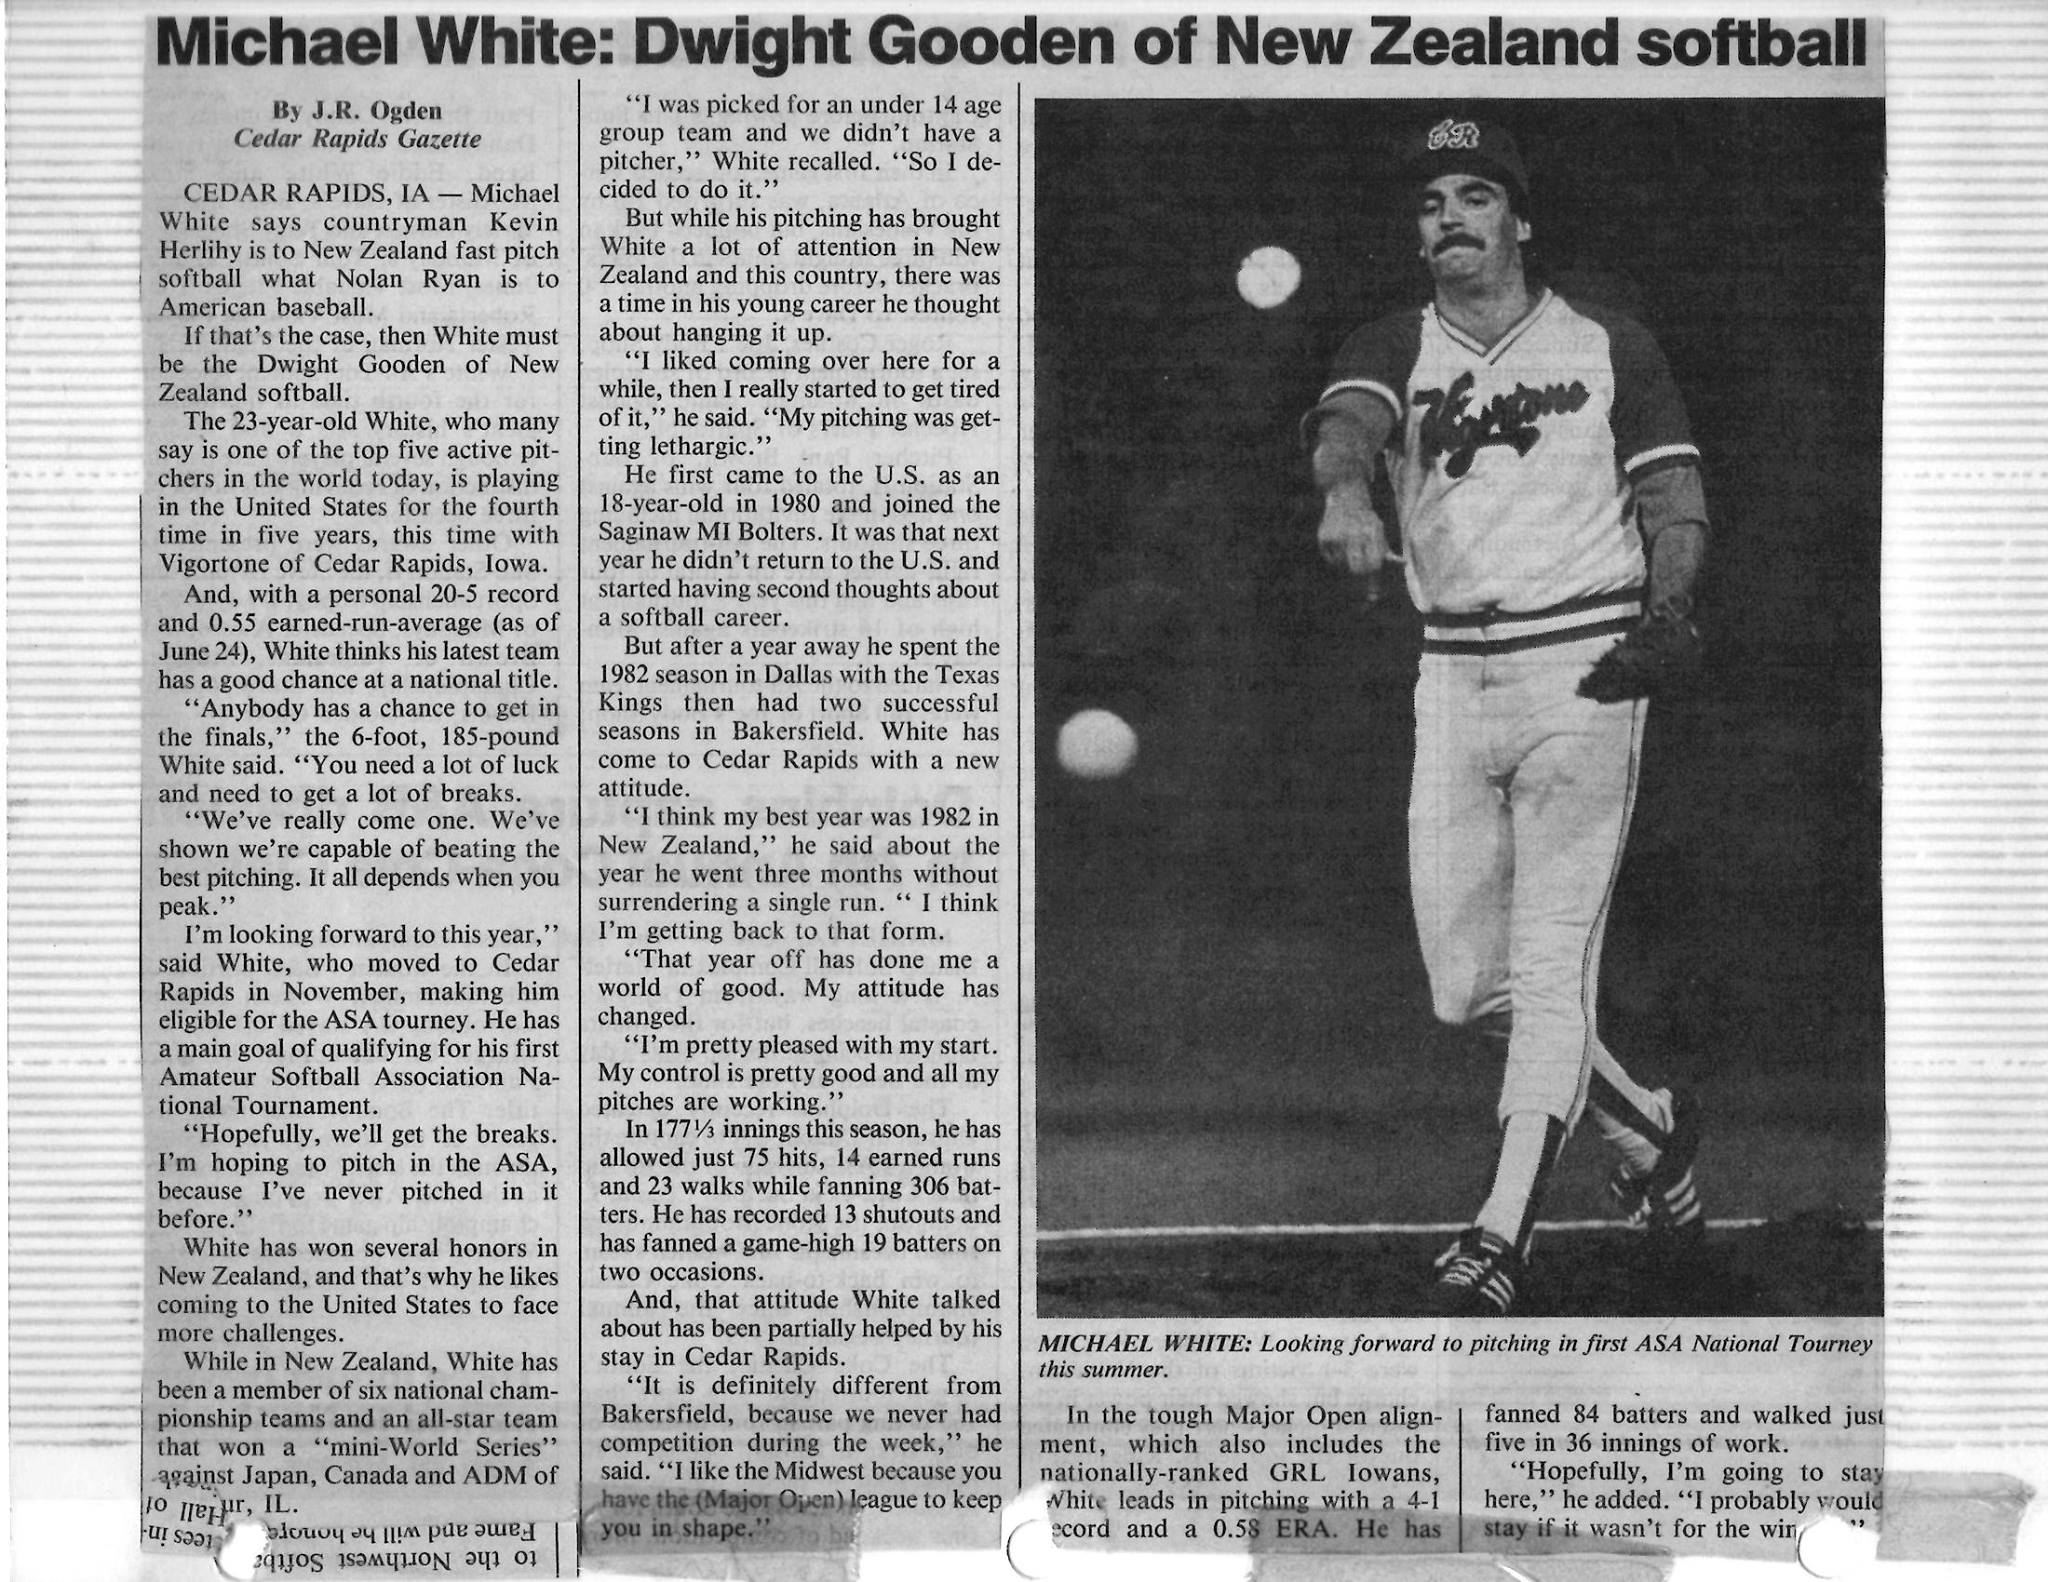 Michael White: Dwight Gooden of New Zealand softball
By J.R. Ogden
Cedar Rapids Gazette
CEDAR RAPIDS, IA — Michael
White says countryman Kevin
Herlihy is to New Zealand fast pitch
softball what Nolan Ryan is to
American baseball.
If that's the case, then White must
be the Dwight Gooden of New
Zealand softball.
The 23-year-old White, who many
say is one of the top five active pit-
chers in the world today, is playing
in the United States for the fourth
time in five years, this time with
Vigortone of Cedar Rapids, Iowa.
And, with a personal 20-5 record
and 0.55 earned-run-average (as of
June 24), White thinks his latest team
has a good chance at a national title.
“Anybody has a chance to get in
the finals,” the 6-foot, 185-pound
White said. “You need a lot of luck
and need to get a lot of breaks.
“We've really come one. We've
shown we're capable of beating the
best pitching. It all depends when you
peak.”
I'm looking forward to this year,”
said White, who moved to Cedar
Rapids in November, making him
eligible for the ASA tourney. He has
a main goal of qualifying for his first
Amateur Softball Association Na-
tional Tournament.
“Hopefully, we'll get the breaks.
I'm hoping to pitch in the ASA,
because I've never pitched in it
before.”
White has won several honors in
New Zealand, and that's why he likes
coming to the United States to face
more challenges.
While in New Zealand, White has
been a member of six national cham-
pionship teams and an all-star team
that won a “mini-World Series”
against Japan, Canada and ADM of
ur, IL.
Hall of
tees in-
Fame and will be honore
to the Northwest Softba
“I was picked for an under 14 age
group team and we didn't have a
pitcher,” White recalled. “So I de-
cided to do it.”
But while his pitching has brought
White a lot of attention in New
Zealand and this country, there was
a time in his young career he thought
about hanging it up.
“I liked coming over here for a
while, then I really started to get tired
of it,” he said. “My pitching was get-
ting lethargic.”
He first came to the U.S. as an
18-year-old in 1980 and joined the
Saginaw MI Bolters. It was that next
year he didn't return to the U.S. and
started having second thoughts about
a softball career.
But after a year away he spent the
1982 season in Dallas with the Texas
Kings then had two successful
seasons in Bakersfield. White has
come to Cedar Rapids with a new
attitude.
“I think my best year was 1982 in
New Zealand,” he said about the
year he went three months without
surrendering a single run. “ I think
I'm getting back to that form.
“That year off has done me a
world of good. My attitude has
changed.
“I'm pretty pleased with my start.
My control is pretty good and all my
pitches are working.”
In 177⅓ innings this season, he has
allowed just 75 hits, 14 earned runs
and 23 walks while fanning 306 bat-
ters. He has recorded 13 shutouts and
has fanned a game-high 19 batters on
two occasions.
And, that attitude White talked
about has been partially helped by his
stay in Cedar Rapids.
“It is definitely different from
Bakersfield, because we never had
competition during the week,” he
said. “I like the Midwest because you
have the (Major Open) league to keep
you in shape.”
CR
Vigortone
MICHAEL WHITE: Looking forward to pitching in first ASA National Tourney
this summer.
In the tough Major Open align-
ment, which also includes the
nationally-ranked GRL Iowans,
White leads in pitching with a 4-1
ecord and a 0.58 ERA. He has
fanned 84 batters and walked just
five in 36 innings of work.
“Hopefully, I'm going to stay
here,” he added. “I probably would
stay if it wasn't for the win